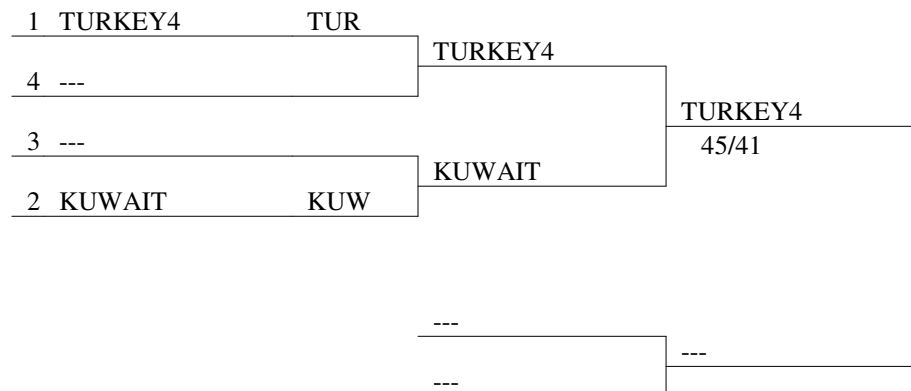 1 TURKEY4 TUR
TURKEY4
4 ---
TURKEY4
45/41
3 ---
KUWAIT
2 KUWAIT KUW
---
---
---